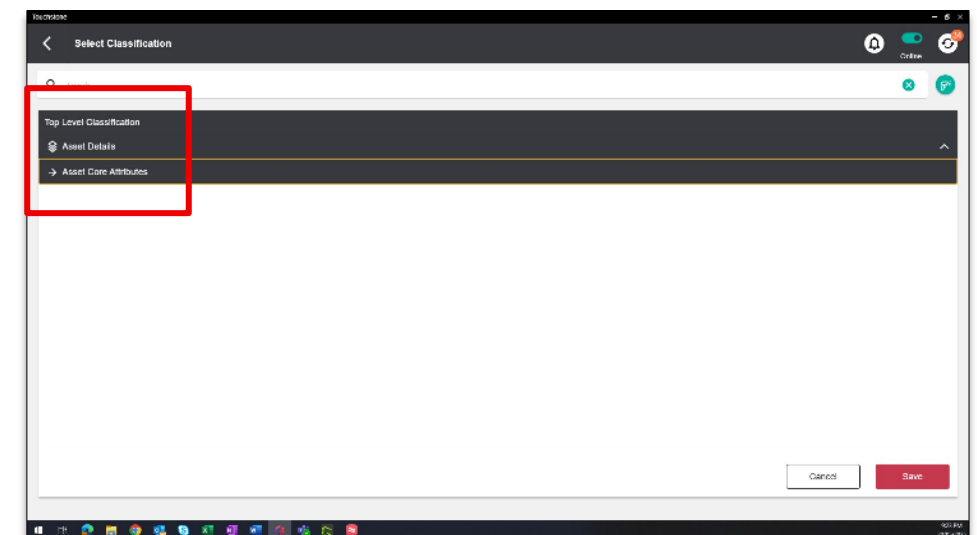 Touchstone
Select Classification
Online
Top Level Classification
Asset Details
Asset Core Attributes
Cancel
Save